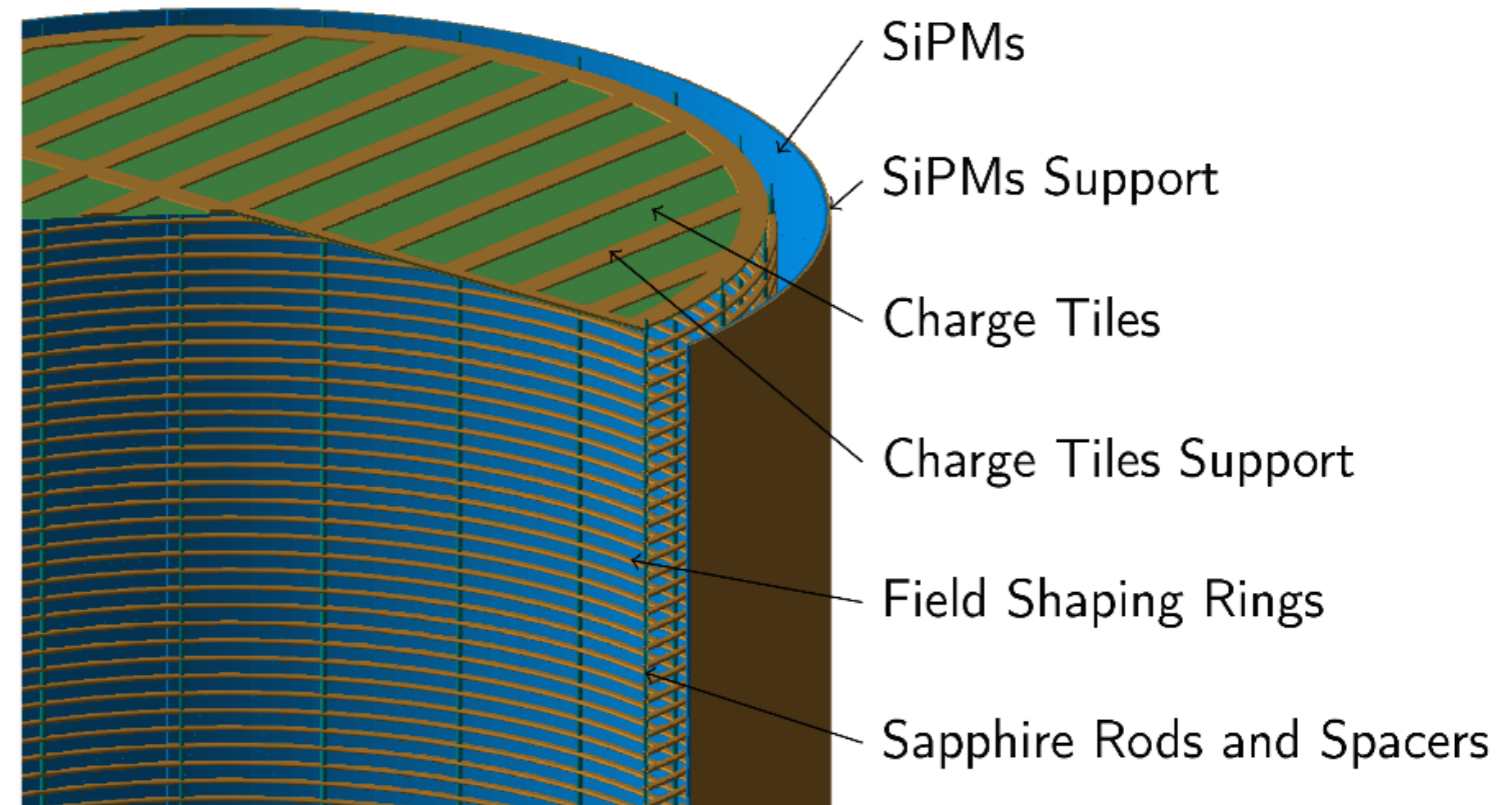 SiPMs
SiPMs Support
Charge Tiles
Charge Tiles Support
Field Shaping Rings
Sapphire Rods and Spacers